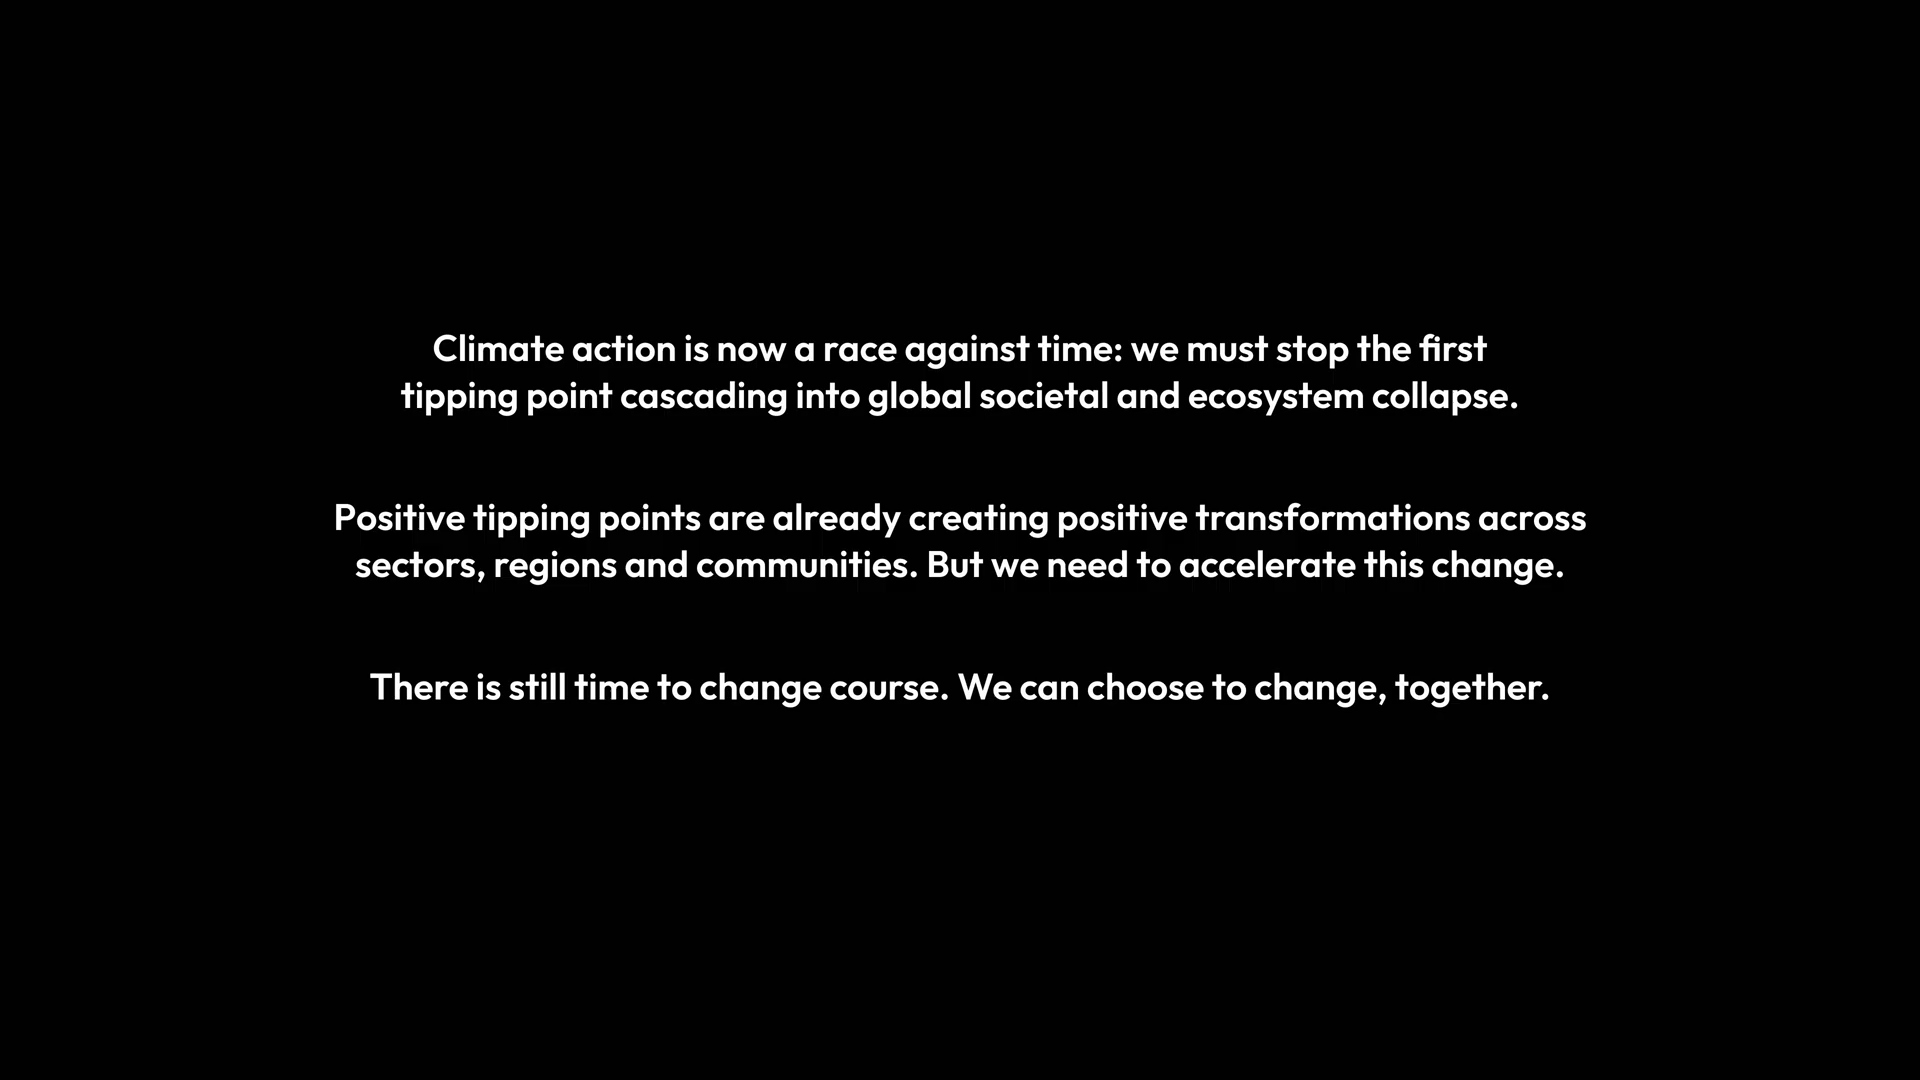 Climate action is now a race against time: we must stop the first
tipping point cascading into global societal and ecosystem collapse.
Positive tipping points are already creating positive transformations across
sectors, regions and communities. But we need to accelerate this change.
There is still time to change course. We can choose to change, together.